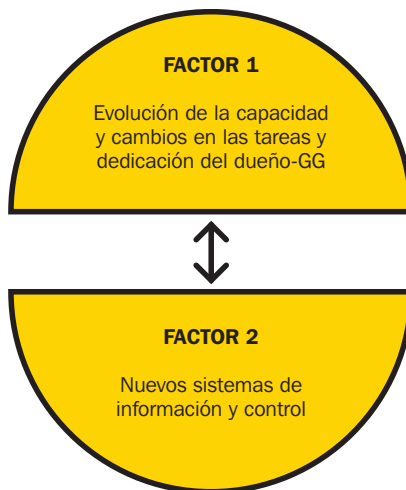 FACTOR 1
Evolución de la capacidad
y cambios en las tareas y
dedicación del dueño-GG
FACTOR 2
Nuevos sistemas de
información y control